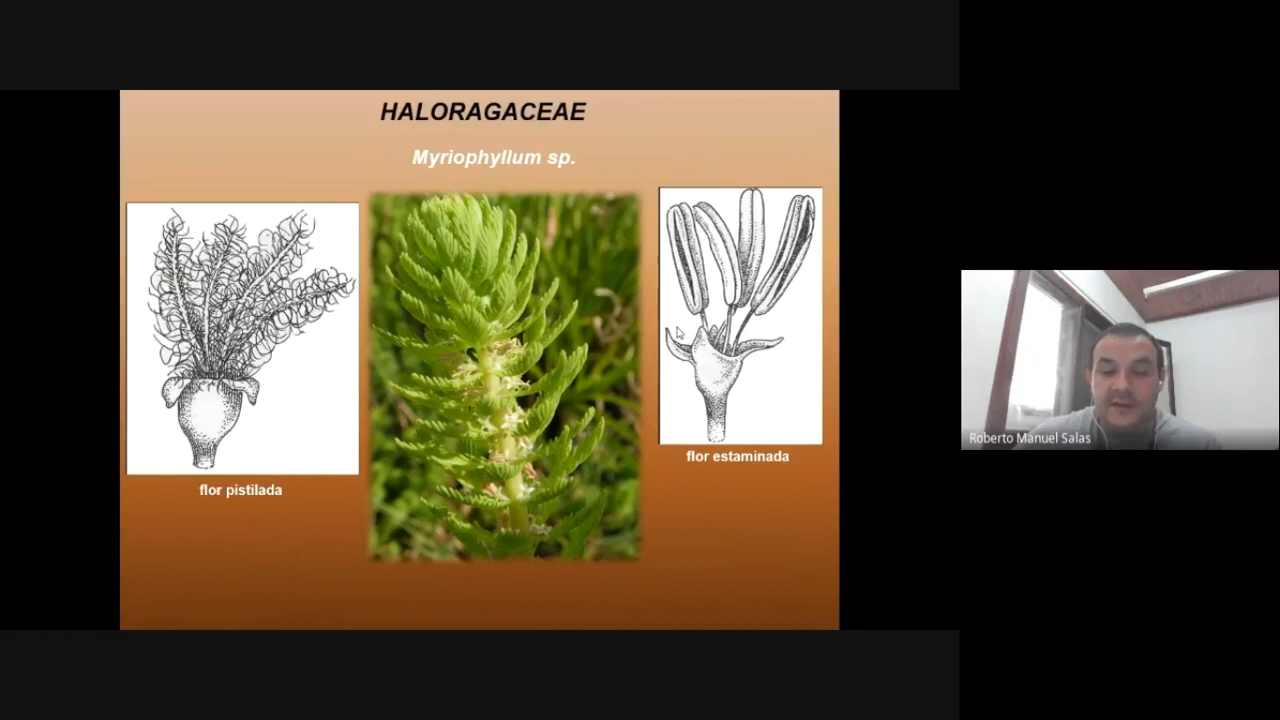 HALORAGACEAE
Myriophyllum sp.
flor pistilada
flor estaminada
Roberto Manuel Salas